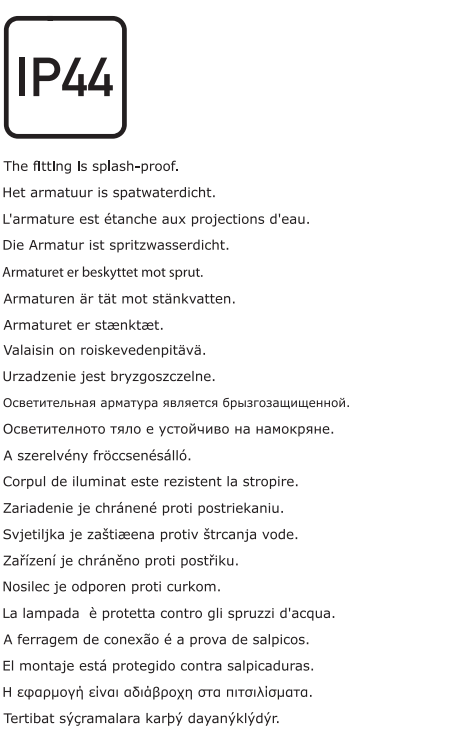 IP44
The fitting is splash-proof.
Het armatuur is spatwaterdicht.
L'armature est étanche aux projections d'eau.
Die Armatur ist spritzwasserdicht.
Armaturet er beskyttet mot sprut.
Armaturen är tät mot stänkvatten.
Armaturet er stænktæt.
Valaisin on roiskevedenpitävä.
Urzadzenie jest bryzgoszczelne.
Осветительная арматура является брызгозащищенной.
Осветителното тяло е устойчиво на намокряне.
A szerelvény fröccsenésálló.
Corpul de iluminat este rezistent la stropire.
Zariadenie je chránené proti postriekaniu.
Svjetiljka je zaštiæena protiv štrcanja vode.
Zařízení je chráněno proti postřiku.
Nosilec je odporen proti curkom.
La lampada è protetta contro gli spruzzi d'acqua.
A ferragem de conexão é a prova de salpicos.
El montaje está protegido contra salpicaduras.
Η εφαρμογή είναι αδιάβροχη στα πιτσιλίσματα.
Tertibat sýçramalara karþý dayanýklýdýr.